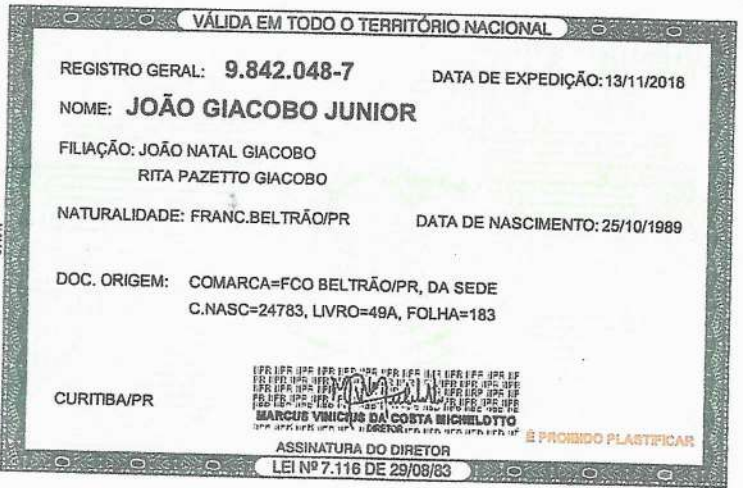 VÁLIDA EM TODO O TERRITÓRIO NACIONAL
REGISTRO GERAL: 9.842.048-7 DATA DE EXPEDIÇÃO: 13/11/2018
NOME: JOÃO GIACOBO JUNIOR
FILIAÇÃO: JOÃO NATAL GIACOBO
RITA PAZETTO GIACOBO
NATURALIDADE: FRANC.BELTRÃO/PR DATA DE NASCIMENTO: 25/10/1989
DOC. ORIGEM: COMARCA=FCO BELTRÃO/PR, DA SEDE
C.NASC=24783, LIVRO=49A, FOLHA=183
CURITIBA/PR
MARCUS VINICIUS DA COSTA MICHELOTTO
DIRETOR
É PROIBIDO PLASTIFICAR
ASSINATURA DO DIRETOR
LEI Nº 7.116 DE 29/08/83